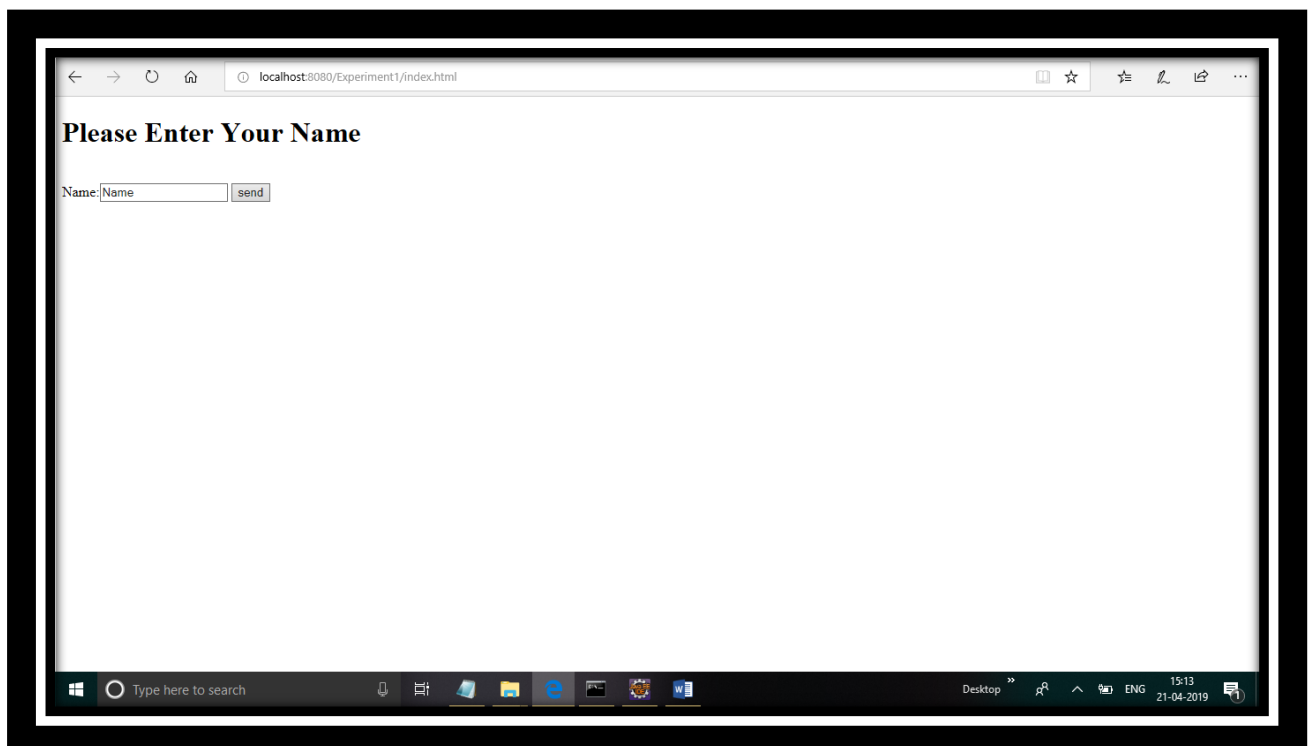 localhost:8080/Experiment1/index.html
Please Enter Your Name
Name: Name send
Type here to search
Desktop » ENG 15:13
21-04-2019
1